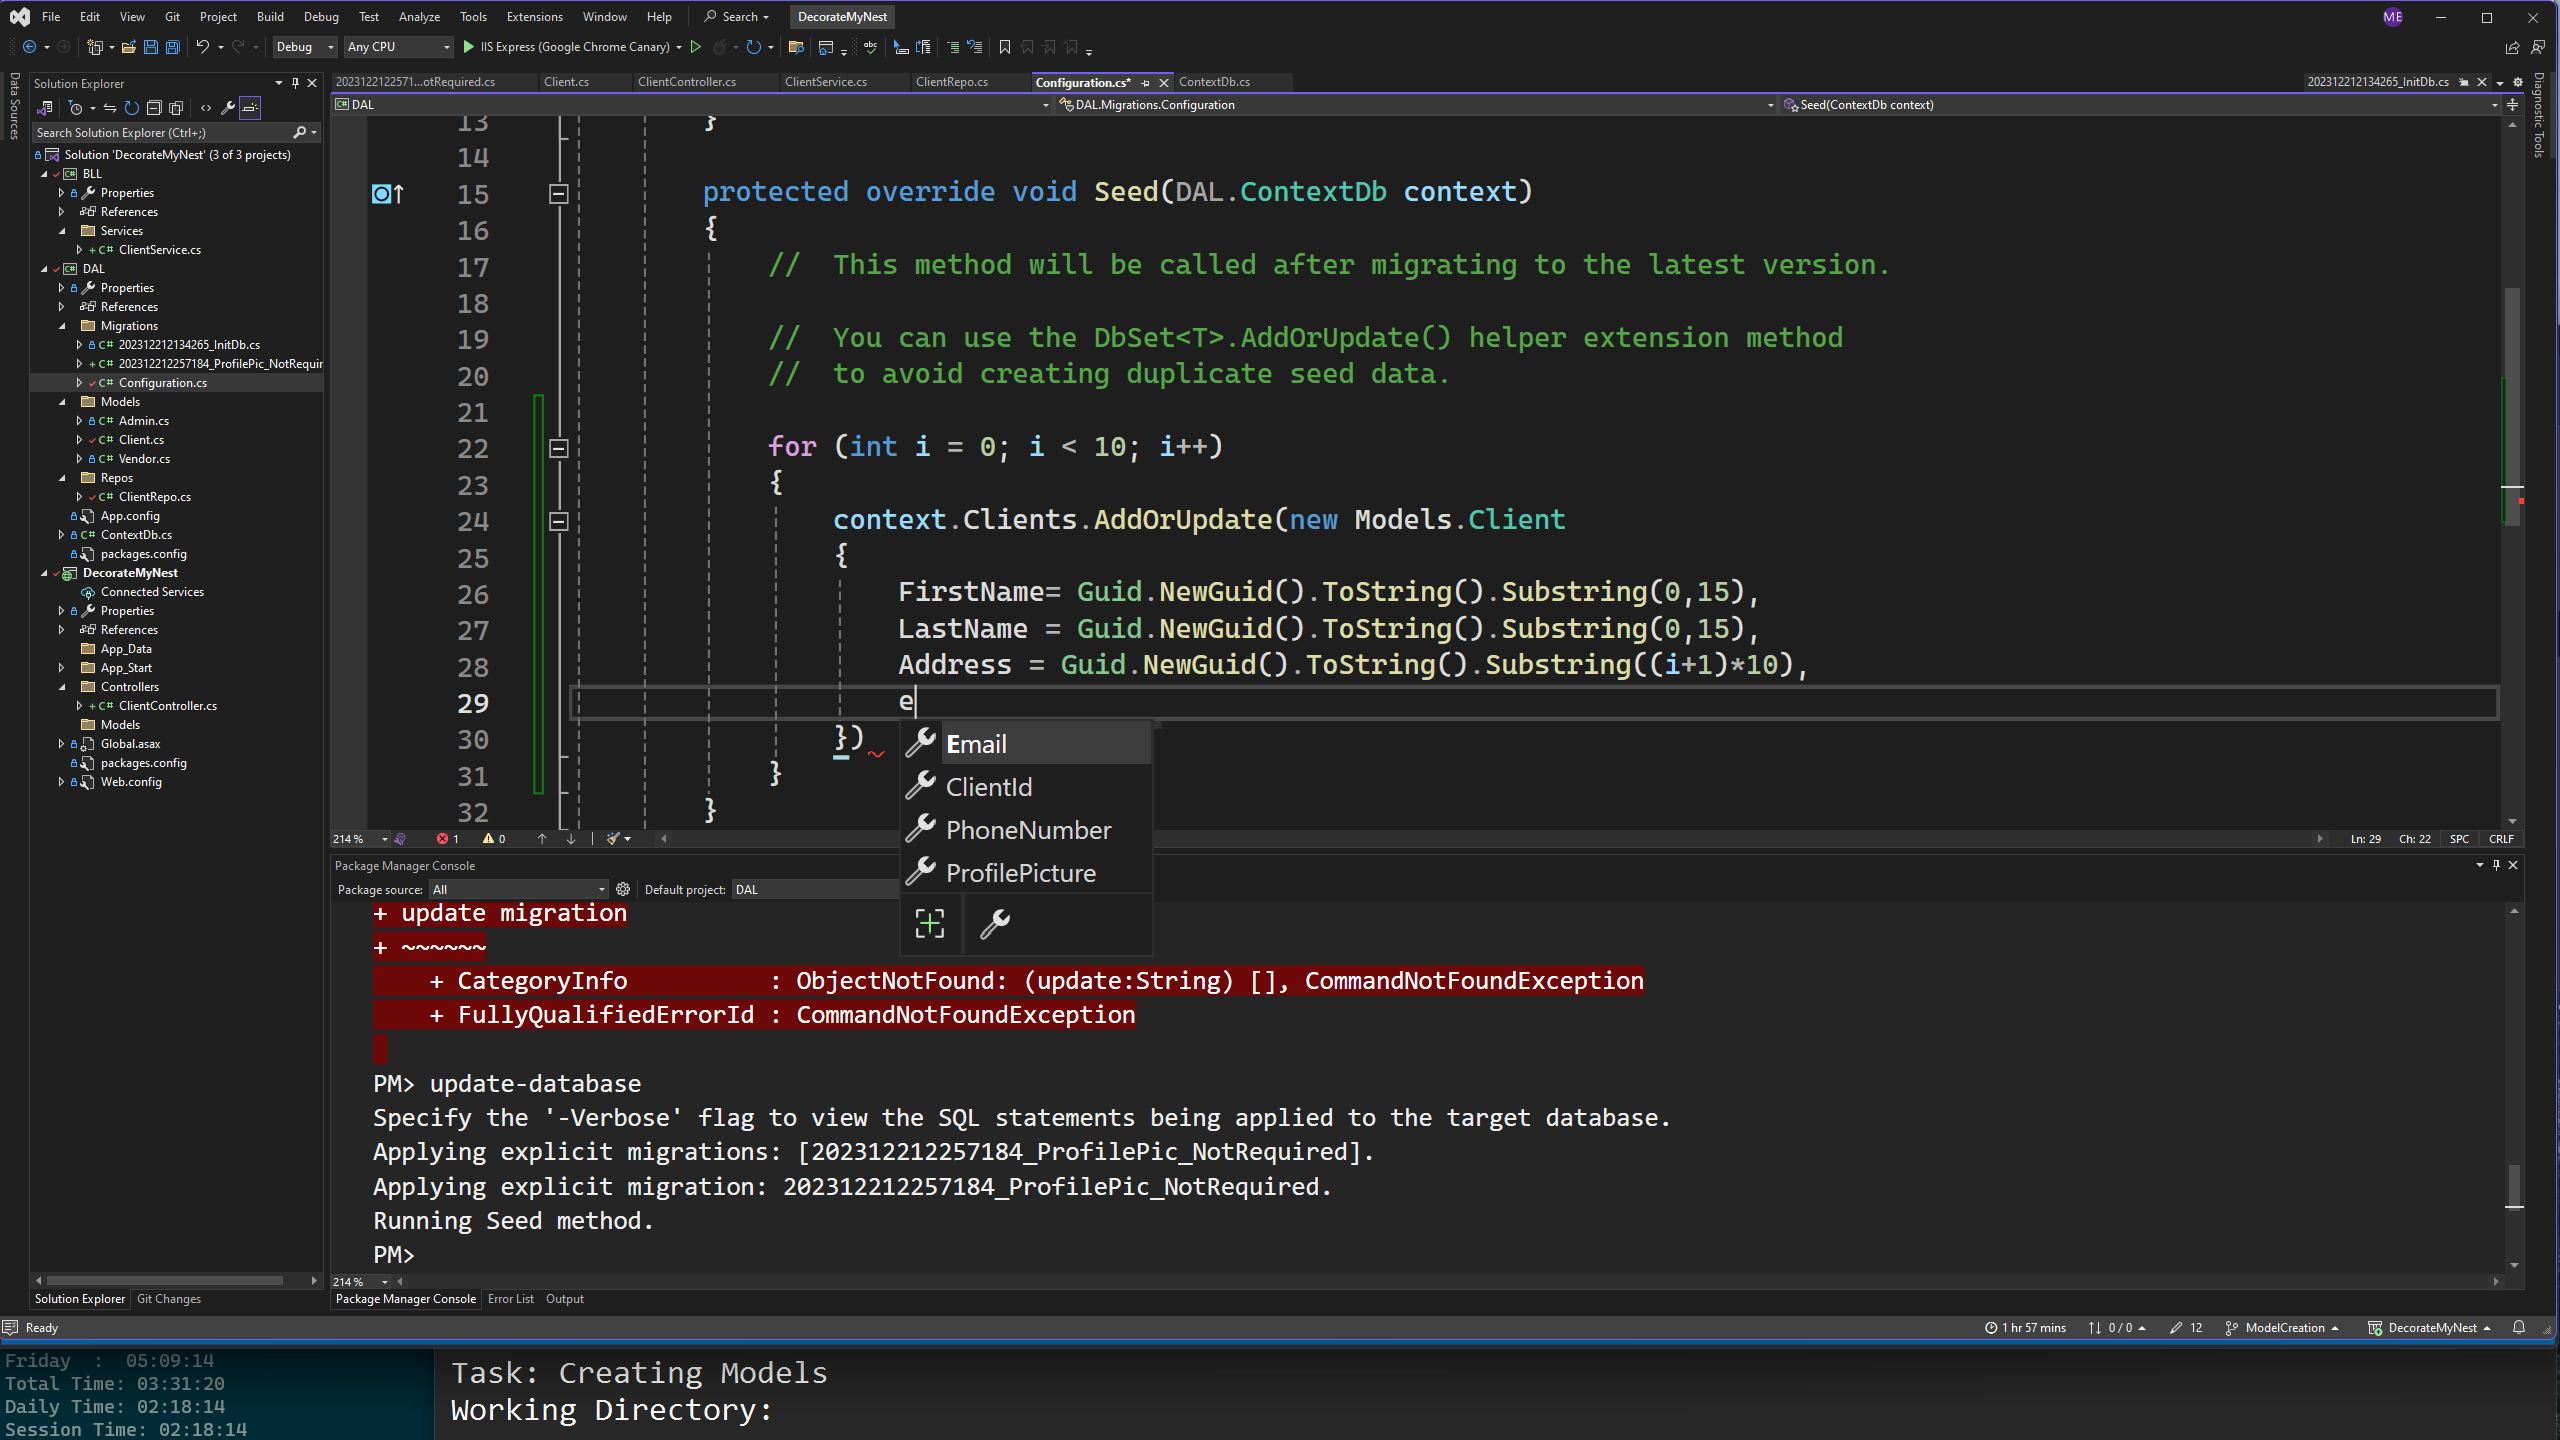 File Edit View Git Project Build Debug Test Analyze Tools Extensions Window Help Search DecorateMyNest ME
Debug Any CPU IIS Express (Google Chrome Canary)
Data Sources
Solution Explorer
Search Solution Explorer (Ctrl+;)
Solution 'DecorateMyNest' (3 of 3 projects)
BLL
Properties
References
Services
C# ClientService.cs
DAL
Properties
References
Migrations
C# 202312212134265_InitDb.cs
C# 202312212257184_ProfilePic_NotRequir
C# Configuration.cs
Models
C# Admin.cs
C# Client.cs
C# Vendor.cs
Repos
C# ClientRepo.cs
App.config
C# ContextDb.cs
packages.config
DecorateMyNest
Connected Services
Properties
References
App_Data
App_Start
Controllers
C# ClientController.cs
Models
Global.asax
packages.config
Web.config
Solution Explorer Git Changes
2023122122571...otRequired.cs Client.cs ClientController.cs ClientService.cs ClientRepo.cs Configuration.cs* ContextDb.cs 202312212134265_InitDb.cs
DAL DAL.Migrations.Configuration Seed(ContextDb context)
Diagnostic Tools
13 }
14
15 protected override void Seed(DAL.ContextDb context)
16 {
17 //  This method will be called after migrating to the latest version.
18
19 //  You can use the DbSet<T>.AddOrUpdate() helper extension method
20 //  to avoid creating duplicate seed data.
21
22 for (int i = 0; i < 10; i++)
23 {
24 context.Clients.AddOrUpdate(new Models.Client
25 {
26 FirstName= Guid.NewGuid().ToString().Substring(0,15),
27 LastName = Guid.NewGuid().ToString().Substring(0,15),
28 Address = Guid.NewGuid().ToString().Substring((i+1)*10),
29 e
30 })
31 }
32 }
Email
ClientId
PhoneNumber
ProfilePicture
214 % 1 0 Ln: 29 Ch: 22 SPC CRLF
Package Manager Console
Package source: All Default project: DAL
+ update migration
+ ~~~~~~
+ CategoryInfo          : ObjectNotFound: (update:String) [], CommandNotFoundException
+ FullyQualifiedErrorId : CommandNotFoundException
PM> update-database
Specify the '-Verbose' flag to view the SQL statements being applied to the target database.
Applying explicit migrations: [202312212257184_ProfilePic_NotRequired].
Applying explicit migration: 202312212257184_ProfilePic_NotRequired.
Running Seed method.
PM>
214 %
Package Manager Console Error List Output
Ready 1 hr 57 mins 0 / 0 12 ModelCreation DecorateMyNest
Friday  :  05:09:14
Total Time: 03:31:20
Daily Time: 02:18:14
Session Time: 02:18:14
Task: Creating Models
Working Directory: